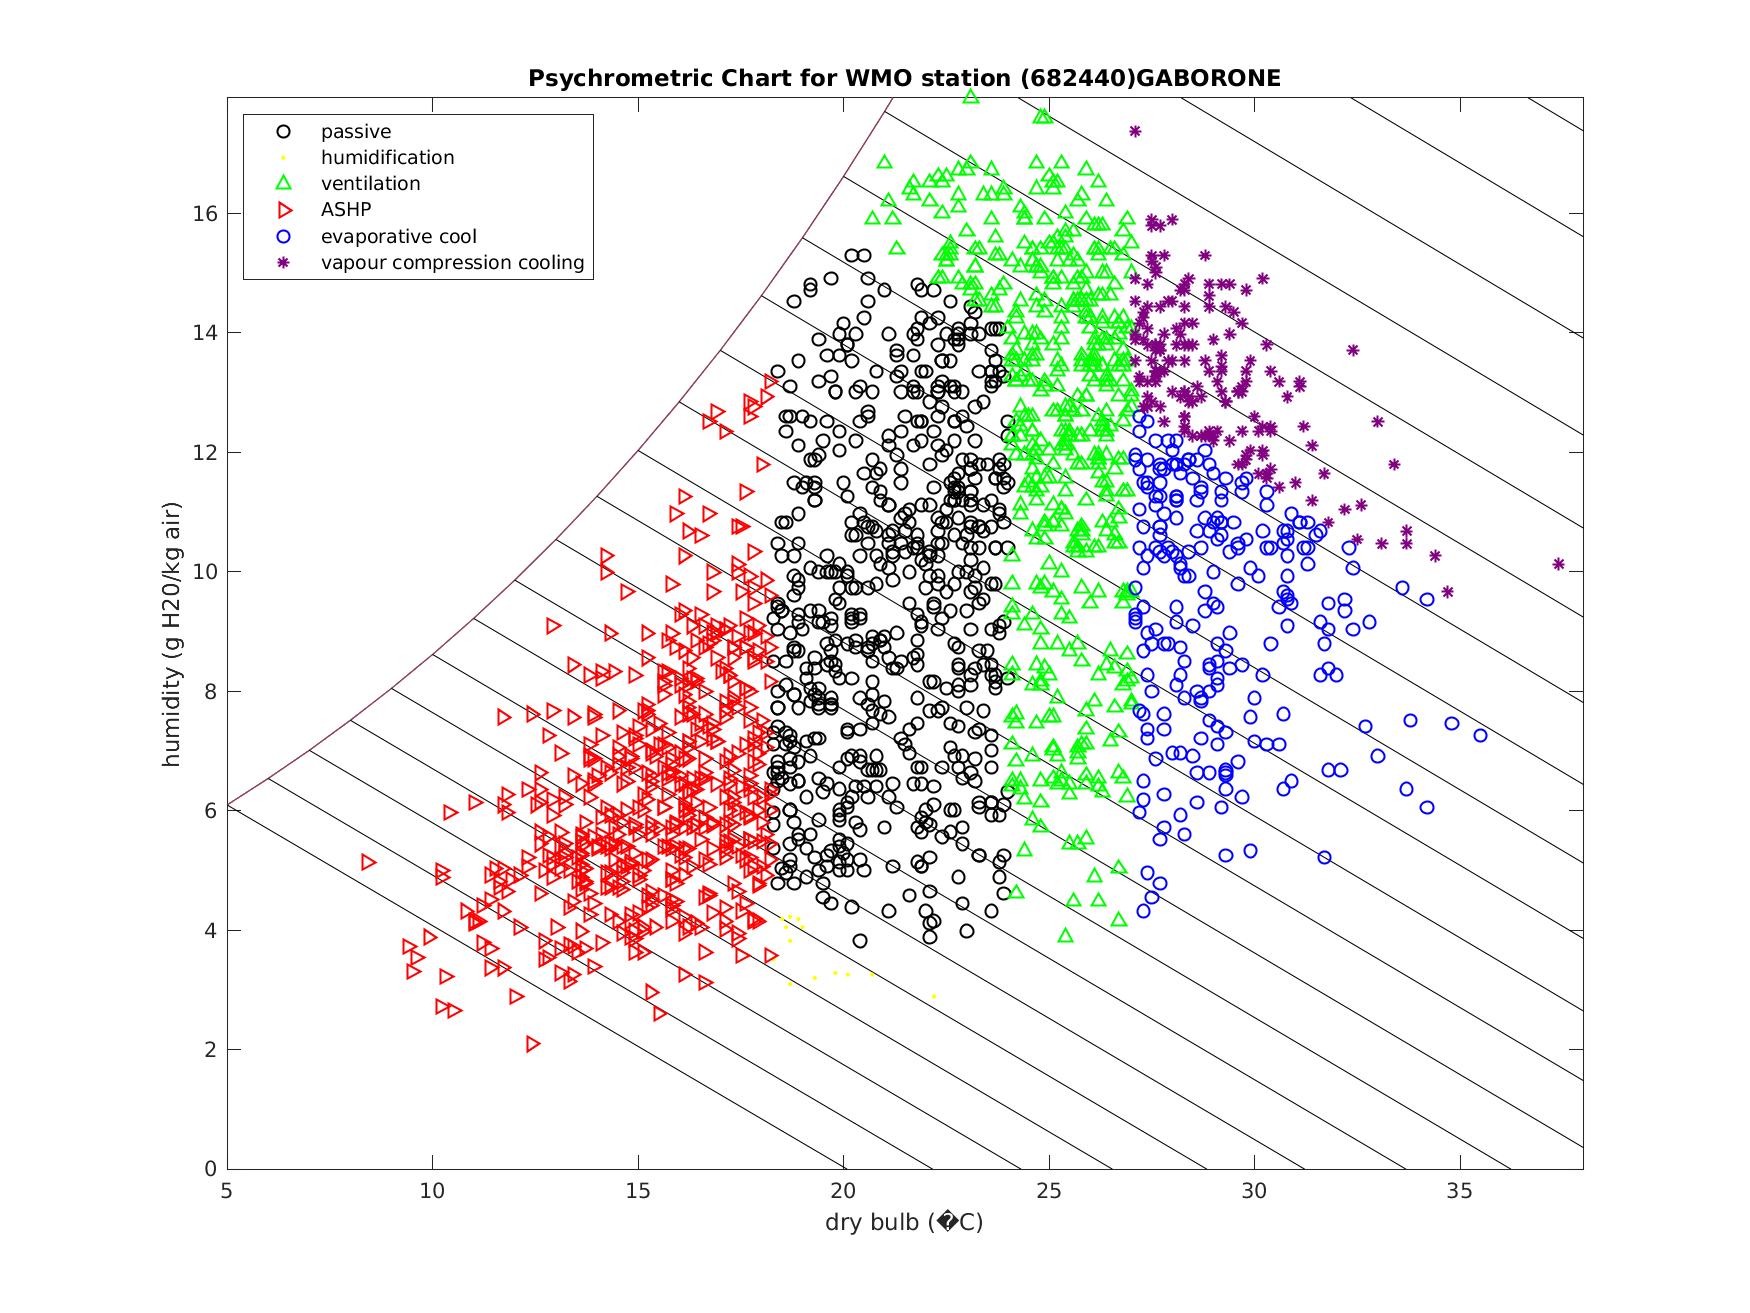 Psychrometric Chart for WMO station (682440)GABORONE
passive
humidification
ventilation
ASHP
evaporative cool
vapour compression cooling
humidity (g H20/kg air)
16
14
12
10
8
6
4
2
0
5 10 15 20 25 30 35
dry bulb (�C)